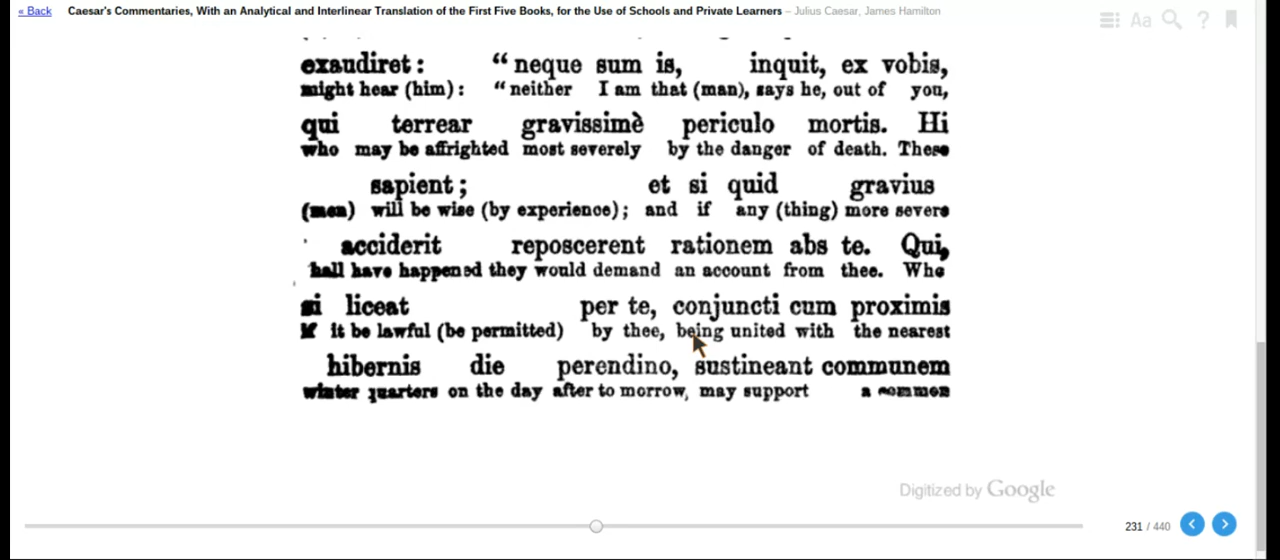 « Back Caesar's Commentaries, With an Analytical and Interlinear Translation of the First Five Books, for the Use of Schools and Private Learners – Julius Caesar, James Hamilton
Aa ?
exaudiret : “ neque sum is, inquit, ex vobis,
might hear (him) : “ neither I am that (man), says he, out of you,
qui terrear gravissimè periculo mortis. Hi
who may be affrighted most severely by the danger of death. These
sapient ; et si quid gravius
(men) will be wise (by experience) ; and if any (thing) more severe
acciderit reposcerent rationem abs te. Qui,
hall have happened they would demand an account from thee. Who
si liceat per te, conjuncti cum proximis
If it be lawful (be permitted) by thee, being united with the nearest
hibernis die perendino, sustineant communem
winter quarters on the day after to morrow, may support a common
Digitized by Google
231 / 440